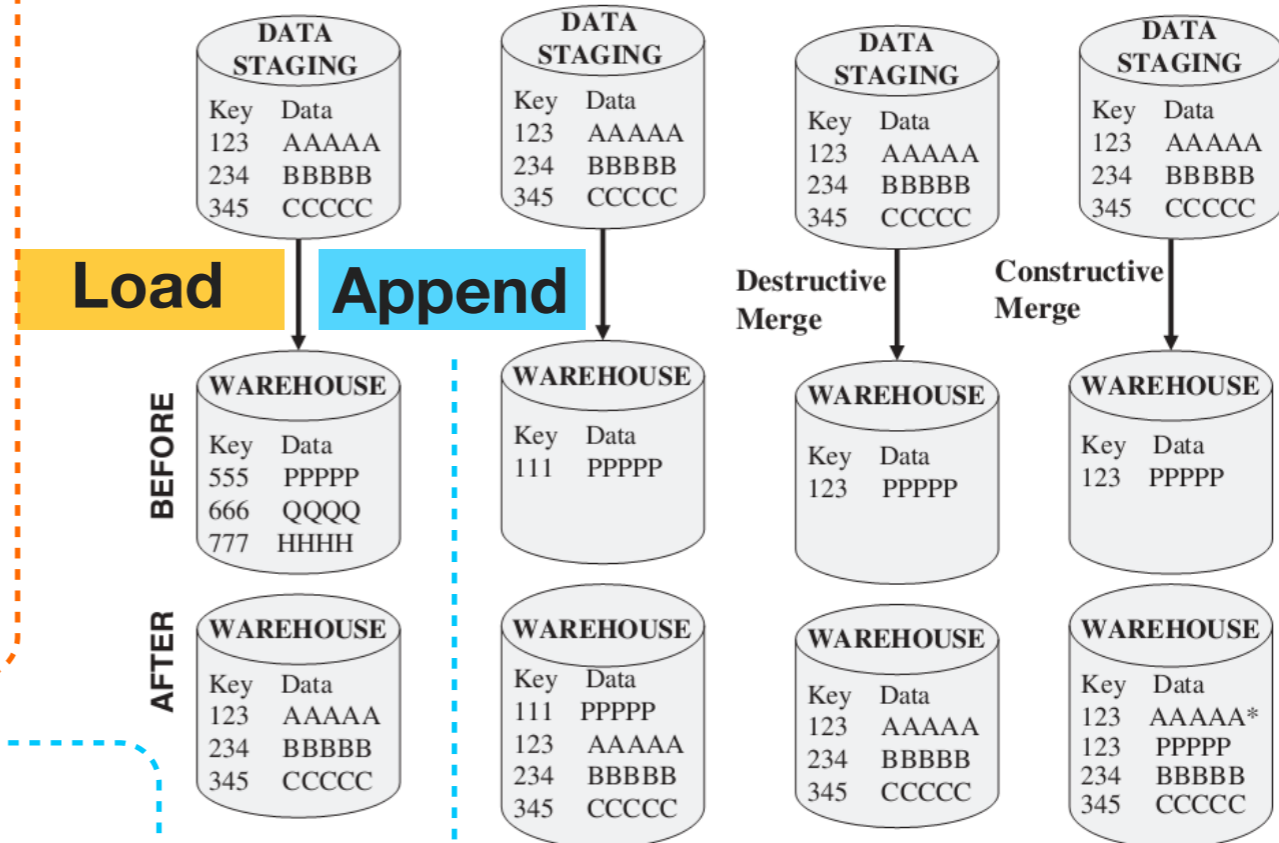 DATA
STAGING
Key Data
123 AAAAA
234 BBBBB
345 CCCCC
DATA
STAGING
Key Data
123 AAAAA
234 BBBBB
345 CCCCC
DATA
STAGING
Key Data
123 AAAAA
234 BBBBB
345 CCCCC
DATA
STAGING
Key Data
123 AAAAA
234 BBBBB
345 CCCCC
Load
Append
Destructive
Merge
Constructive
Merge
BEFORE
WAREHOUSE
Key Data
555 PPPPP
666 QQQQ
777 HHHH
WAREHOUSE
Key Data
111 PPPPP
WAREHOUSE
Key Data
123 PPPPP
WAREHOUSE
Key Data
123 PPPPP
AFTER
WAREHOUSE
Key Data
123 AAAAA
234 BBBBB
345 CCCCC
WAREHOUSE
Key Data
111 PPPPP
123 AAAAA
234 BBBBB
345 CCCCC
WAREHOUSE
Key Data
123 AAAAA
234 BBBBB
345 CCCCC
WAREHOUSE
Key Data
123 AAAAA*
123 PPPPP
234 BBBBB
345 CCCCC